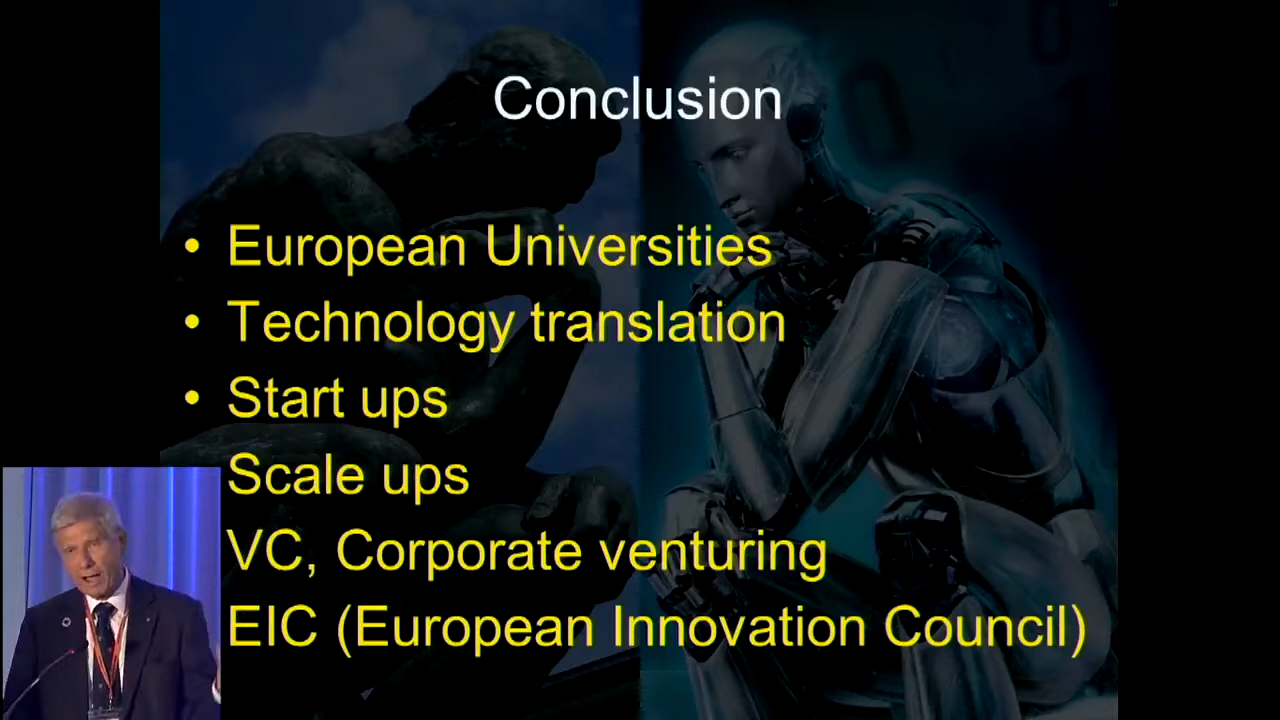 Conclusion
• European Universities
• Technology translation
• Start ups
Scale ups
VC, Corporate venturing
EIC (European Innovation Council)